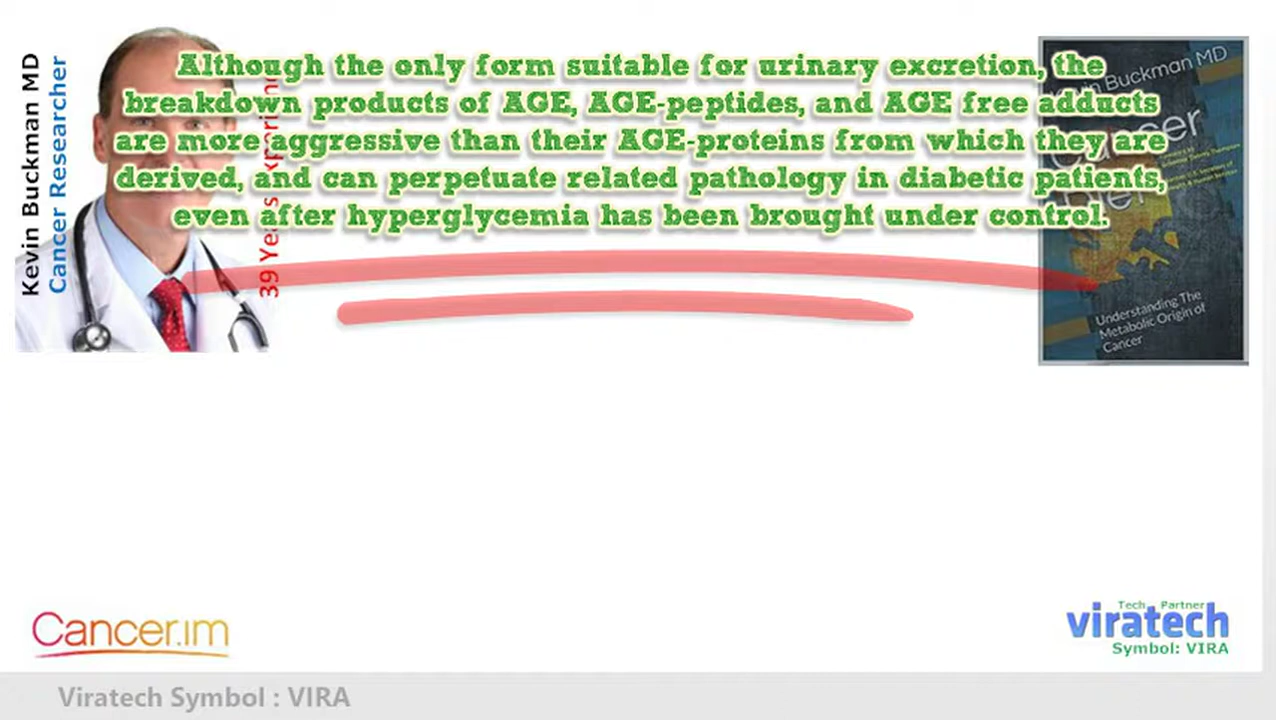 Although the only form suitable for urinary excretion, the
breakdown products of AGE, AGE-peptides, and AGE free adducts
are more aggressive than their AGE-proteins from which they are
derived, and can perpetuate related pathology in diabetic patients,
even after hyperglycemia has been brought under control.
Kevin Buckman MD
Cancer Researcher
39 Years
Buckman MD
Understanding The
Metabolic Origin of
Cancer
Cancer.im
Tech Partner
viratech
Symbol: VIRA
Viratech Symbol : VIRA